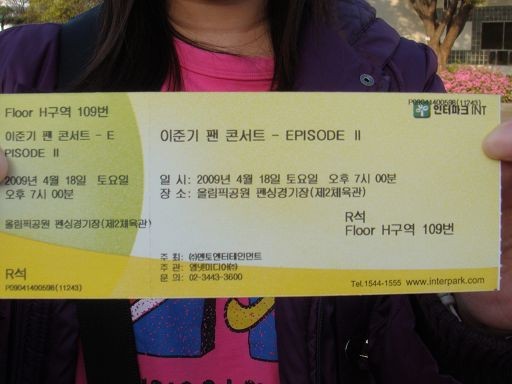 Floor H구역 109번
이준기 팬 콘서트 - E
PISODE II
2009년 4월 18일 토요일
오후 7시 00분
올림픽공원 펜싱경기장(제2체육관)
R석
P09041400598(11243)
P09041400598(11243)
인터파크 INT
이준기 팬 콘서트 - EPISODE II
일 시 : 2009년 4월 18일 토요일 오후 7시 00분
장 소 : 올림픽공원 펜싱경기장(제2체육관)
R석
Floor H구역 109번
주 최 : ㈜멘토엔터테인먼트
주 관 : 엠넷미디어㈜
문 의 : 02-3443-3600
Tel.1544-1555 www.interpark.com